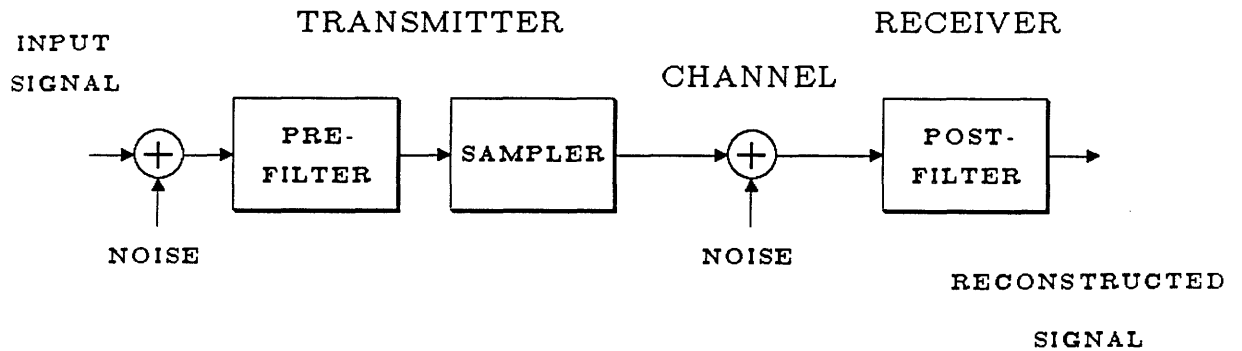 TRANSMITTER
RECEIVER
INPUT
SIGNAL
CHANNEL
PRE-
FILTER
SAMPLER
POST-
FILTER
NOISE
NOISE
RECONSTRUCTED
SIGNAL